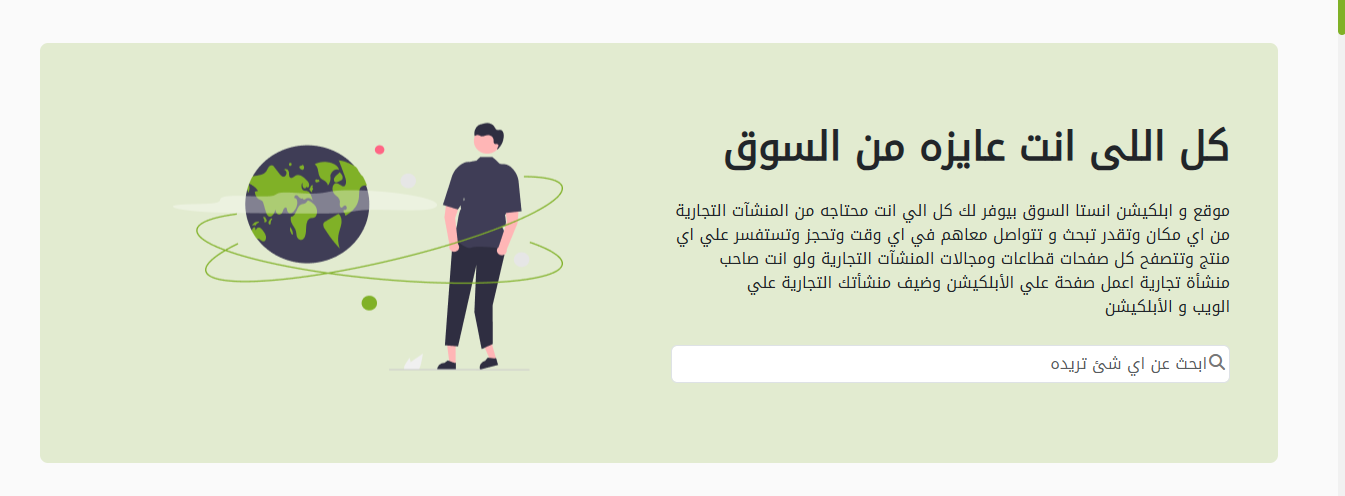 كل اللى انت عايزه من السوق
موقع و ابلكيشن انستا السوق بيوفر لك كل الي انت محتاجه من المنشآت التجارية
من اي مكان وتقدر تبحث و تتواصل معاهم في اي وقت وتحجز وتستفسر علي اي
منتج وتتصفح كل صفحات قطاعات ومجالات المنشآت التجارية ولو انت صاحب
منشأة تجارية اعمل صفحة علي الأبلكيشن وضيف منشأتك التجارية علي
الويب و الأبلكيشن
ابحث عن اي شئ تريده